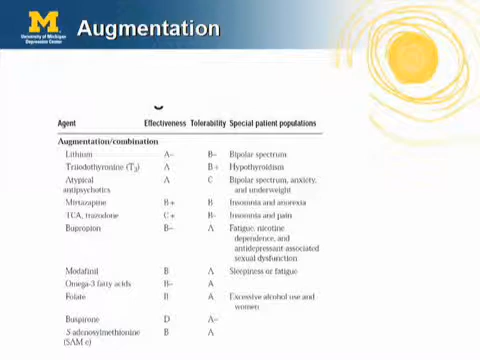 M
University of Michigan
Depression Center
Augmentation
Agent Effectiveness Tolerability Special patient populations
Augmentation/combination
Lithium A– B– Bipolar spectrum
Triiodothyronine (T3) A B+ Hypothyroidism
Atypical A C Bipolar spectrum, anxiety,
antipsychotics and underweight
Mirtazapine B+ B Insomnia and anorexia
TCA, trazodone C+ B– Insomnia and pain
Bupropion B– A Fatigue, nicotine
dependence, and
antidepressant-associated
sexual dysfunction
Modafinil B A Sleepiness or fatigue
Omega-3 fatty acids B– A
Folate B A Excessive alcohol use and
women
Buspirone D A–
S-adenosylmethionine B A
(SAM-e)